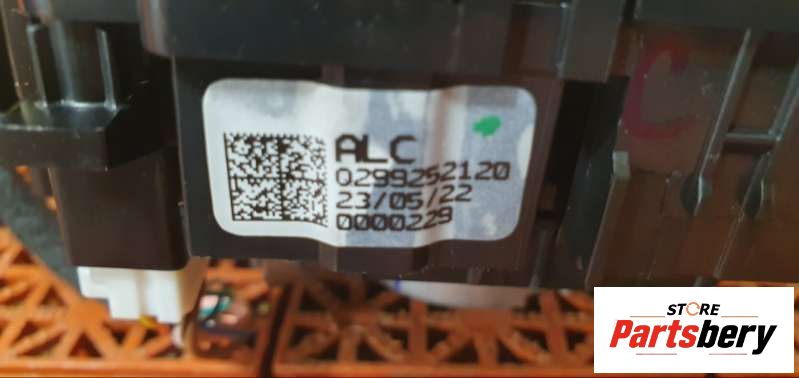 ALC
0299252120
23/05/22
0000229
C
STORE
Partsbery